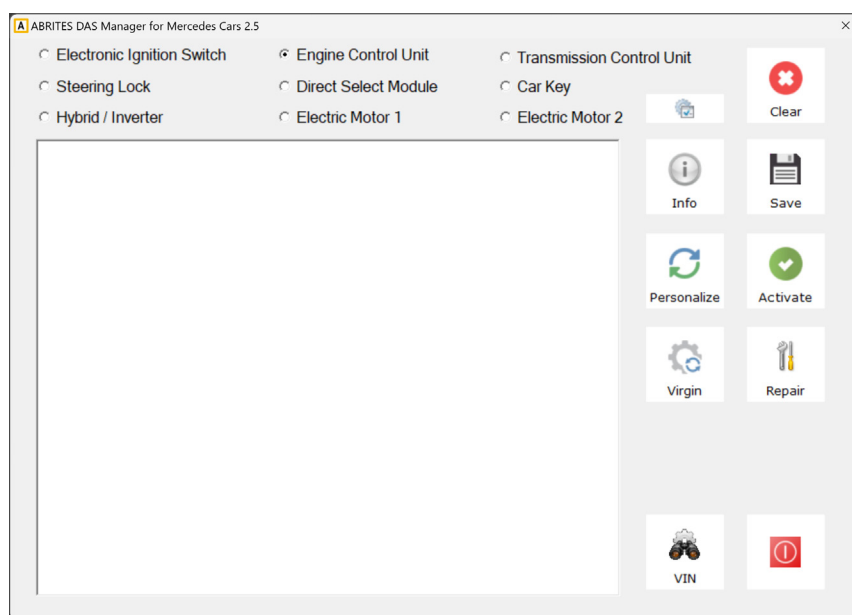 A ABRITES DAS Manager for Mercedes Cars 2.5
Electronic Ignition Switch Engine Control Unit Transmission Control Unit
Steering Lock Direct Select Module Car Key
Hybrid / Inverter Electric Motor 1 Electric Motor 2
Clear
Info Save
Personalize Activate
Virgin Repair
VIN